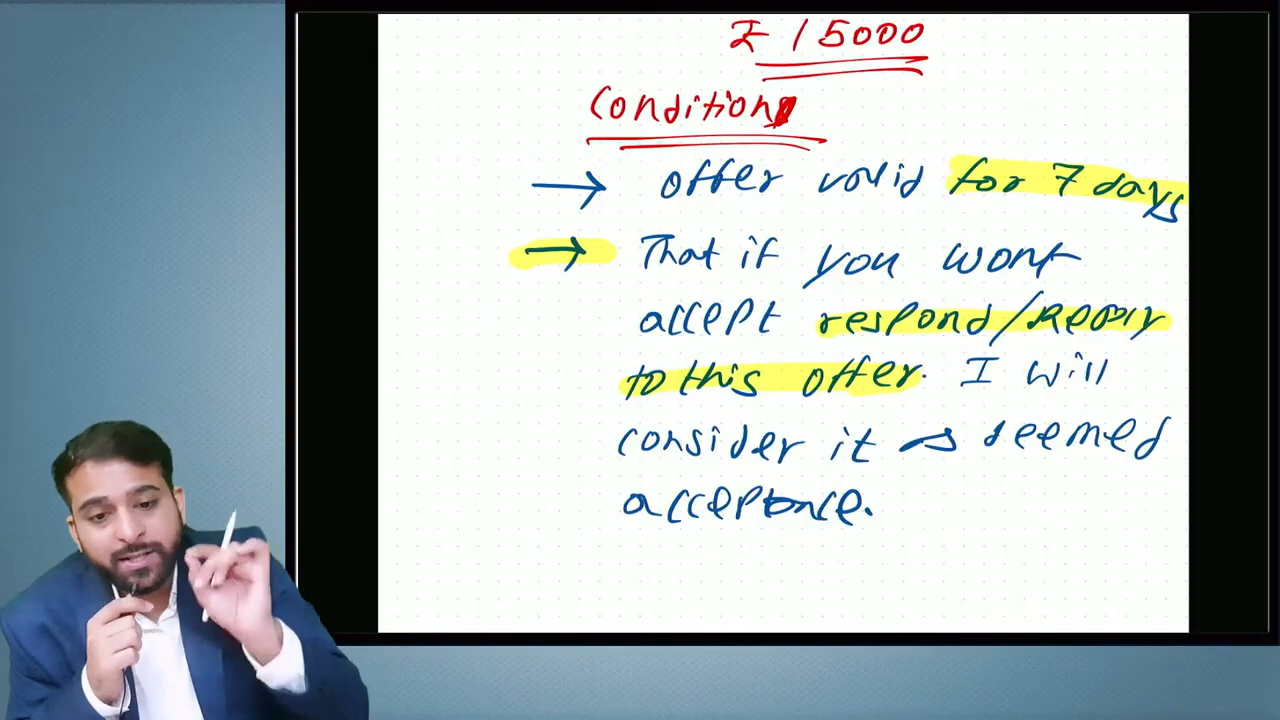 ₹ 15000
Conditions
→ offer valid for 7 days
→ That if you wont
accept respond/reply
to this offer. I will
consider it as deemed
acceptance.